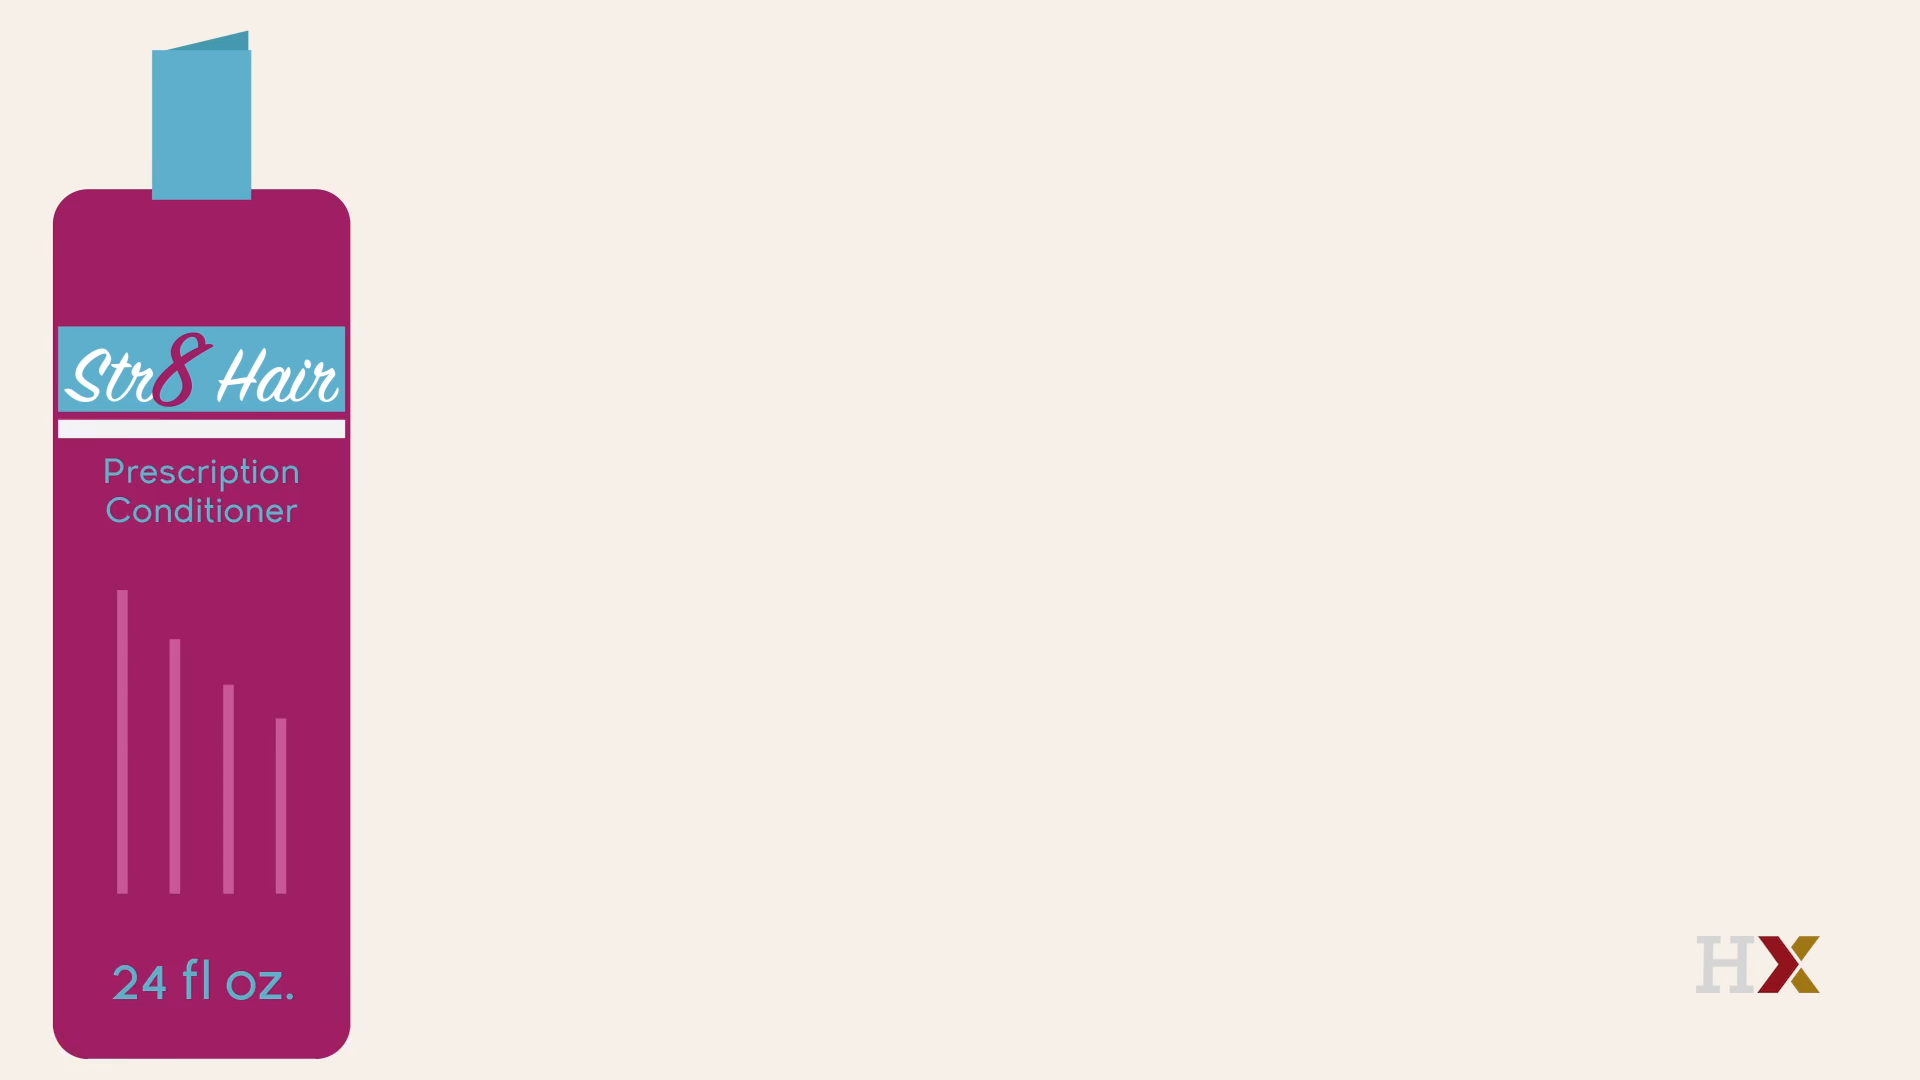 Str8 Hair
Prescription
Conditioner
24 fl oz.
HX